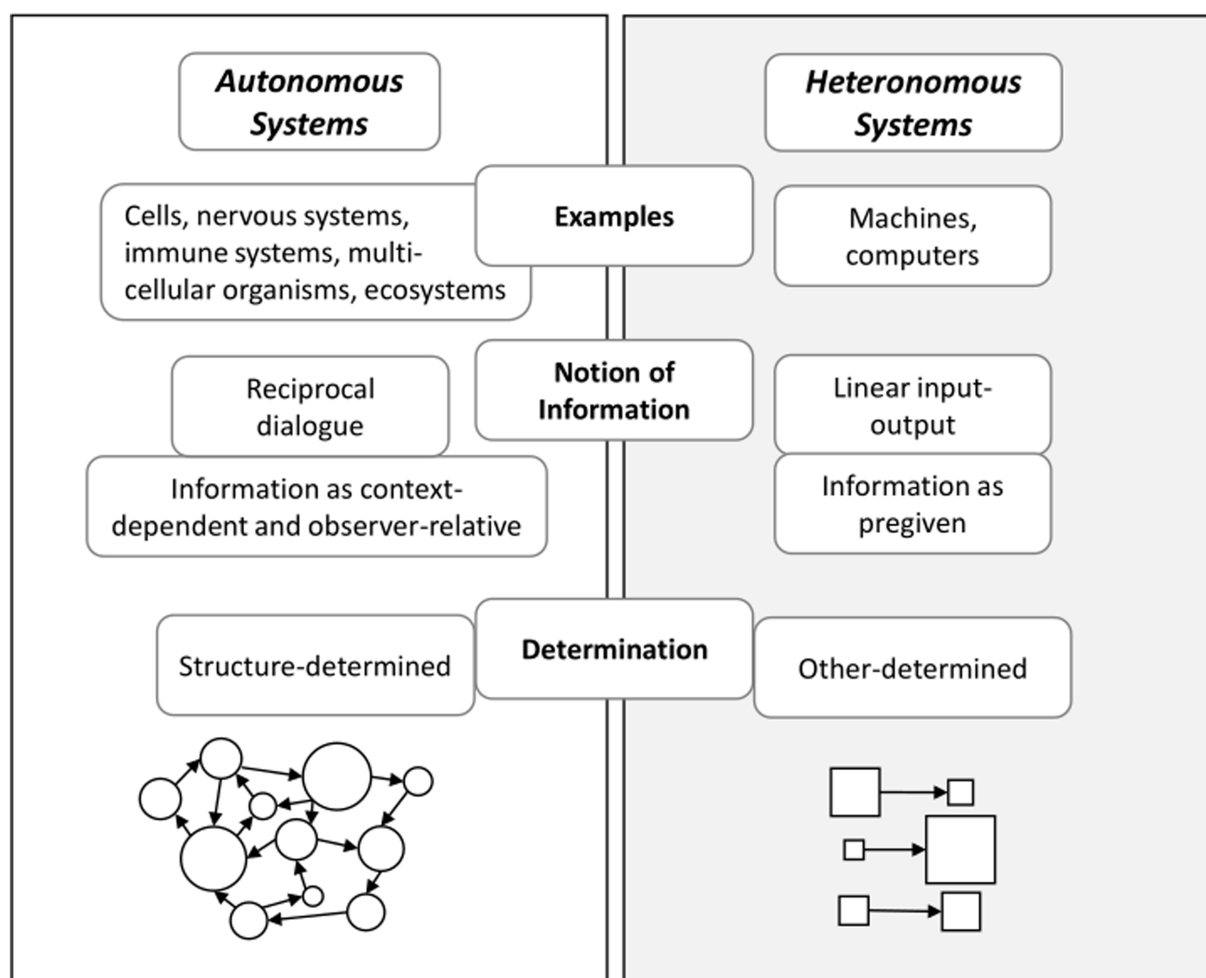 Autonomous
Systems
Heteronomous
Systems
Cells, nervous systems,
immune systems, multi-
cellular organisms, ecosystems
Examples
Machines,
computers
Reciprocal
dialogue
Notion of
Information
Linear input-
output
Information as context-
dependent and observer-relative
Information as
pregiven
Structure-determined
Determination
Other-determined